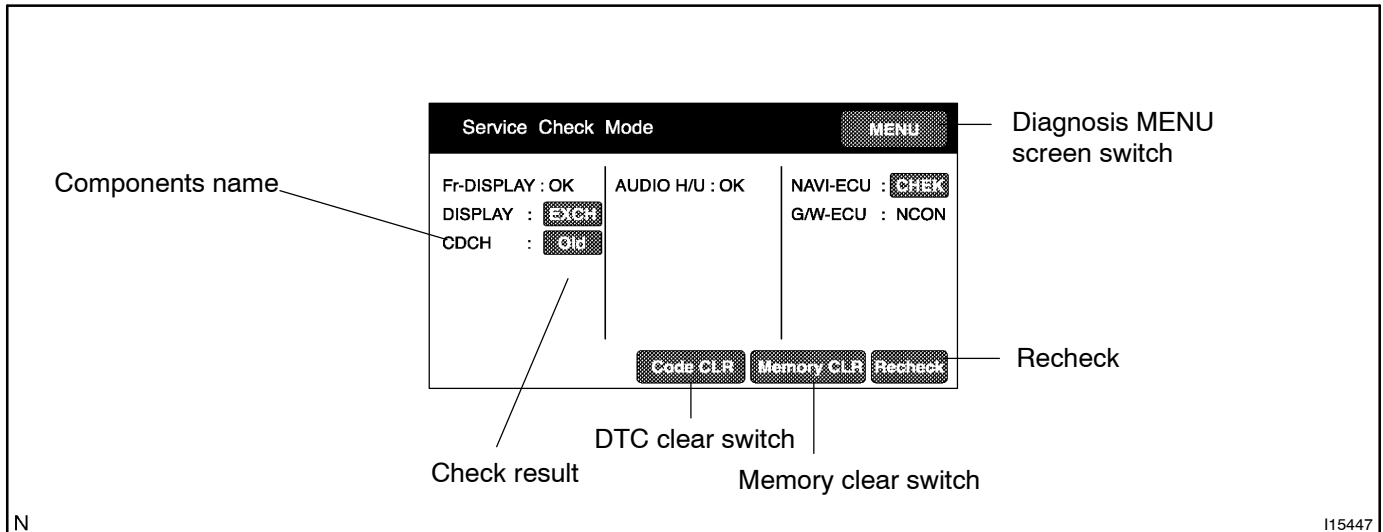 Service Check Mode
MENU
Diagnosis MENU
screen switch
Components name
Fr-DISPLAY : OK
DISPLAY : EXCH
CDCH : Old
AUDIO H/U : OK
NAVI-ECU : CHEK
G/W-ECU : NCON
Code CLR
Memory CLR
Recheck
Recheck
DTC clear switch
Check result
Memory clear switch
N
I15447